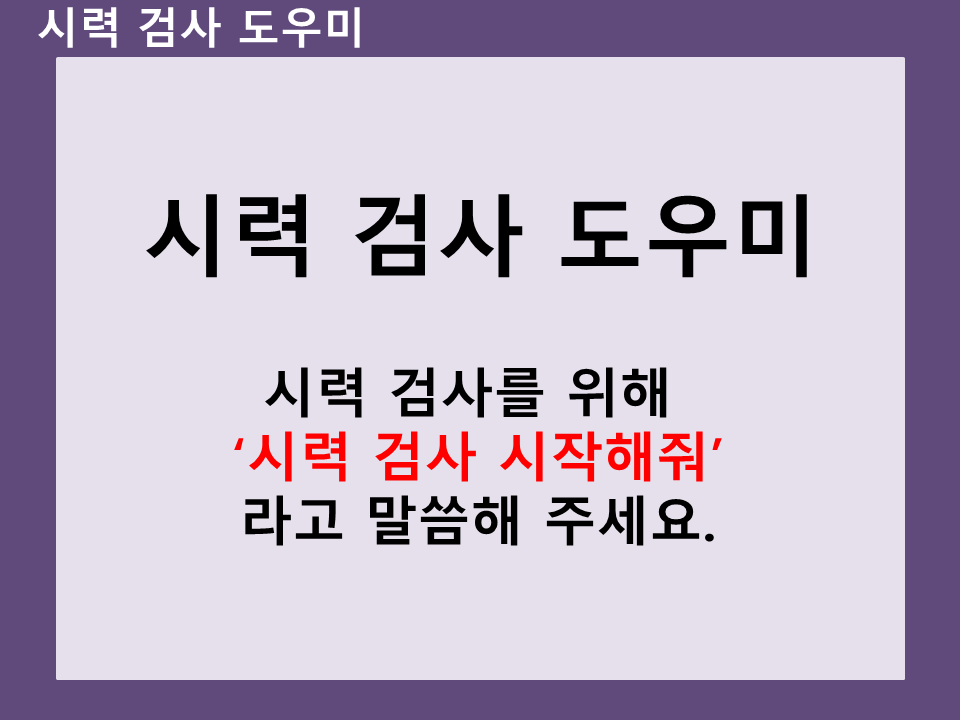 시력 검사 도우미
시력 검사 도우미
시력 검사를 위해
‘시력 검사 시작해줘’
라고 말씀해 주세요.